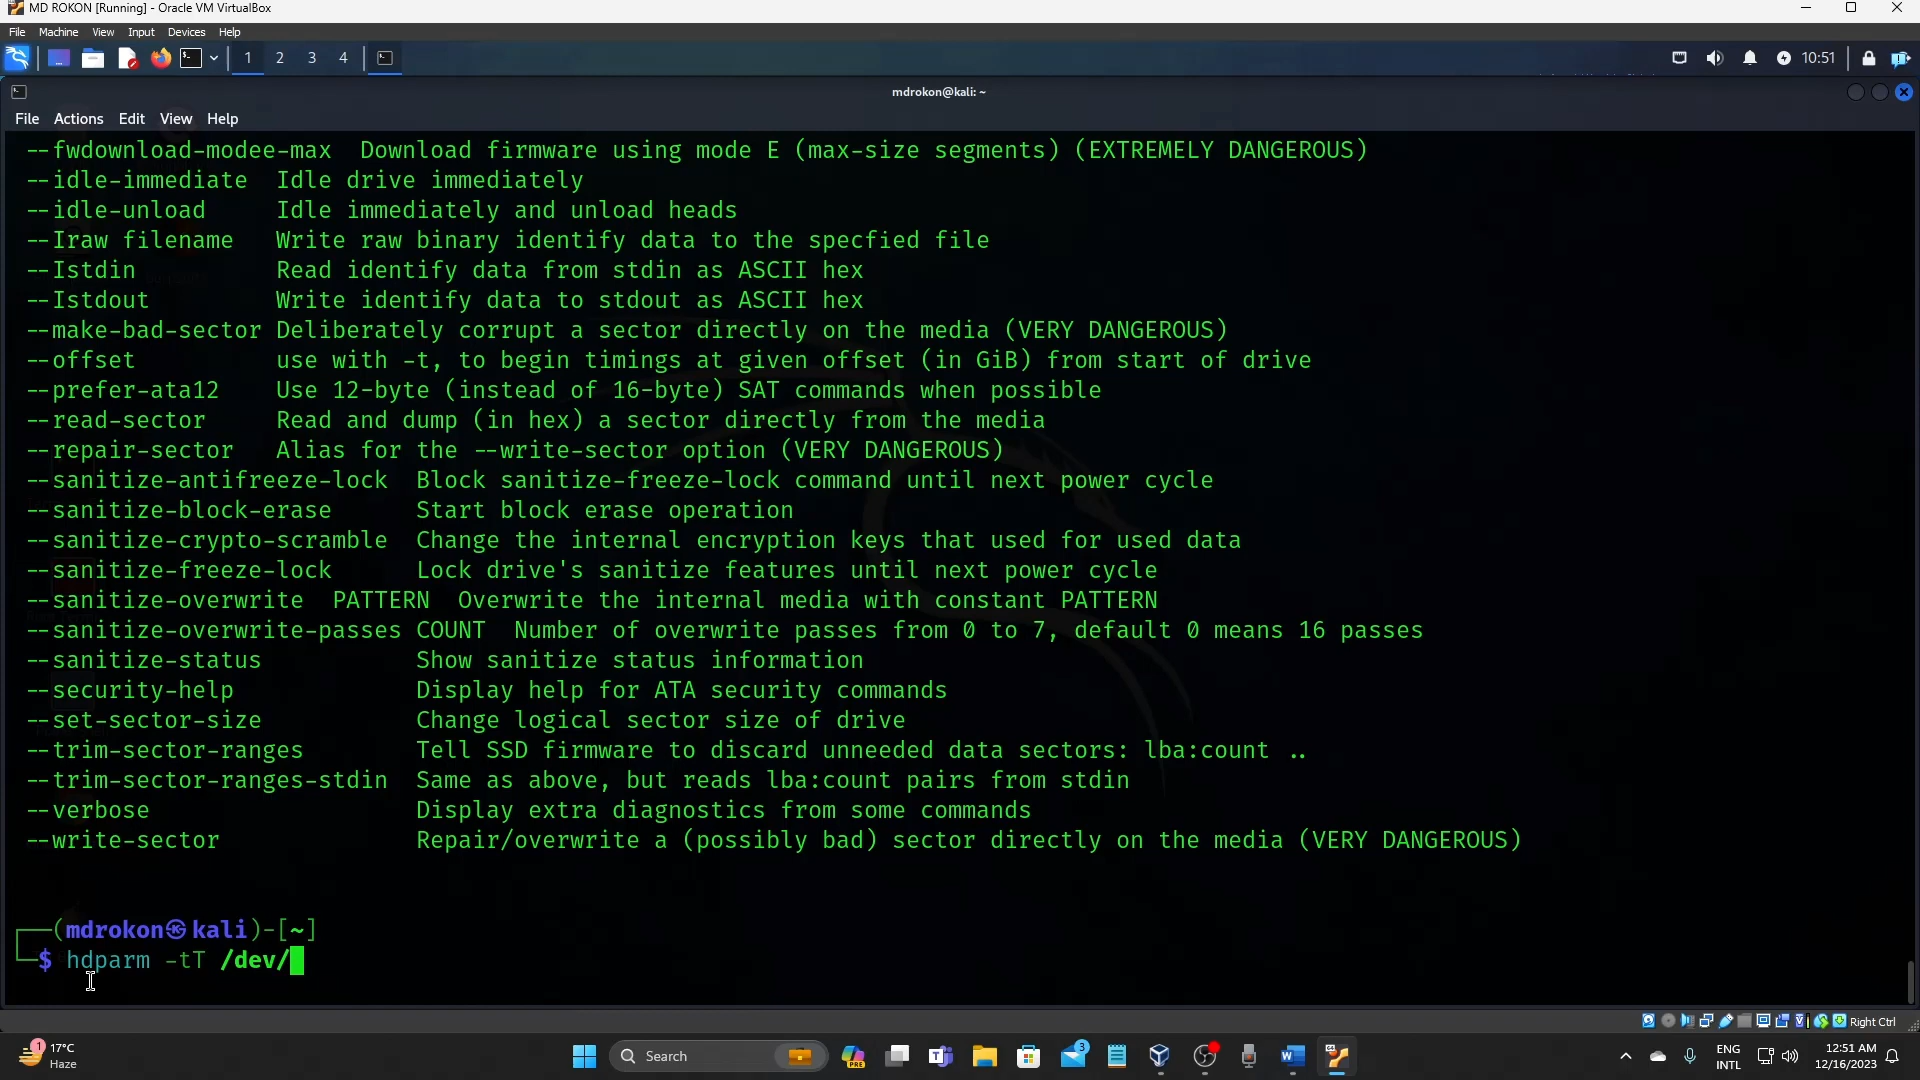 MD ROKON [Running] - Oracle VM VirtualBox
File Machine View Input Devices Help
1 2 3 4 10:51
mdrokon@kali: ~
File Actions Edit View Help
--fwdownload-modee-max Download firmware using mode E (max-size segments) (EXTREMELY DANGEROUS)
--idle-immediate Idle drive immediately
--idle-unload Idle immediately and unload heads
--Iraw filename Write raw binary identify data to the specfied file
--Istdin Read identify data from stdin as ASCII hex
--Istdout Write identify data to stdout as ASCII hex
--make-bad-sector Deliberately corrupt a sector directly on the media (VERY DANGEROUS)
--offset use with -t, to begin timings at given offset (in GiB) from start of drive
--prefer-ata12 Use 12-byte (instead of 16-byte) SAT commands when possible
--read-sector Read and dump (in hex) a sector directly from the media
--repair-sector Alias for the --write-sector option (VERY DANGEROUS)
--sanitize-antifreeze-lock Block sanitize-freeze-lock command until next power cycle
--sanitize-block-erase Start block erase operation
--sanitize-crypto-scramble Change the internal encryption keys that used for used data
--sanitize-freeze-lock Lock drive's sanitize features until next power cycle
--sanitize-overwrite PATTERN Overwrite the internal media with constant PATTERN
--sanitize-overwrite-passes COUNT Number of overwrite passes from 0 to 7, default 0 means 16 passes
--sanitize-status Show sanitize status information
--security-help Display help for ATA security commands
--set-sector-size Change logical sector size of drive
--trim-sector-ranges Tell SSD firmware to discard unneeded data sectors: lba:count ..
--trim-sector-ranges-stdin Same as above, but reads lba:count pairs from stdin
--verbose Display extra diagnostics from some commands
--write-sector Repair/overwrite a (possibly bad) sector directly on the media (VERY DANGEROUS)
┌──(mdrokon㉿kali)-[~]
└─$ hdparm -tT /dev/
Right Ctrl
1 17°C
Haze
Search
PRE
3
ENG
INTL
12:51 AM
12/16/2023